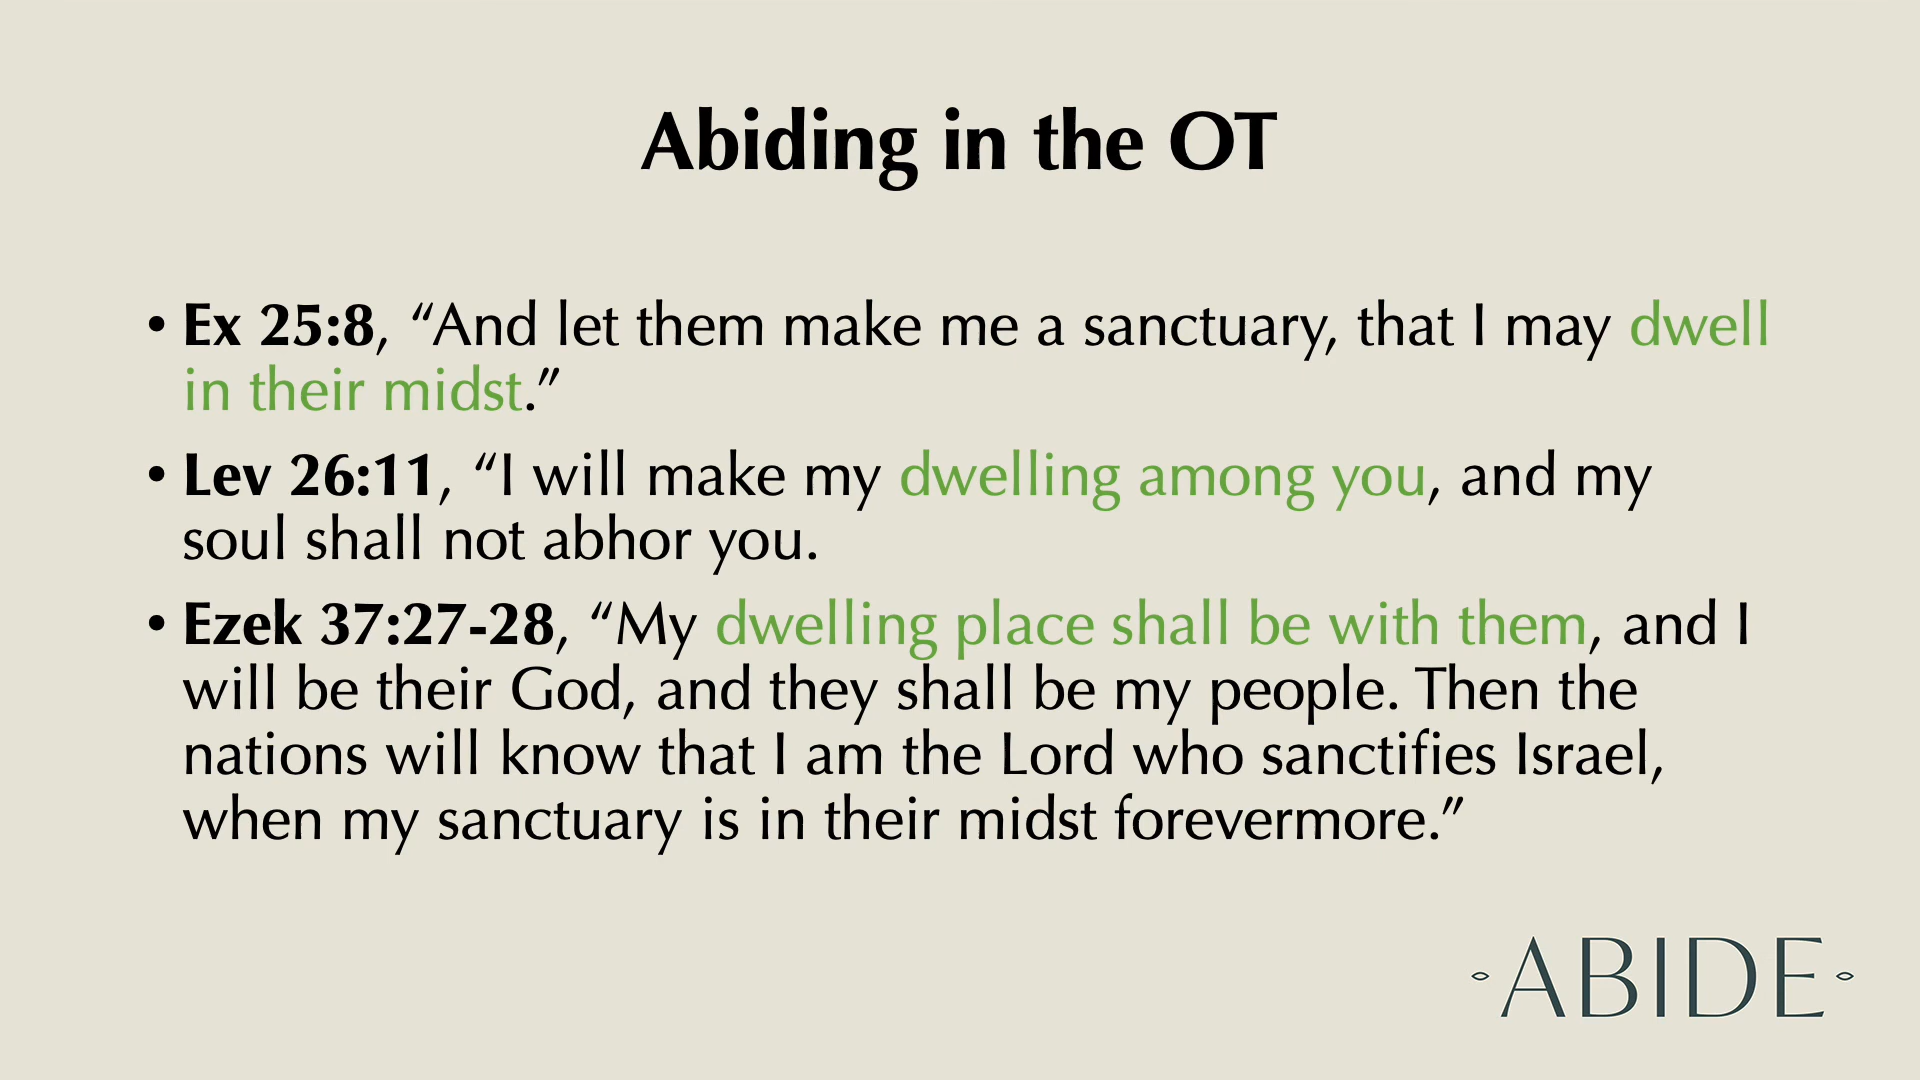 Abiding in the OT
• Ex 25:8, “And let them make me a sanctuary, that I may dwell
in their midst.”
• Lev 26:11, “I will make my dwelling among you, and my
soul shall not abhor you.
• Ezek 37:27-28, “My dwelling place shall be with them, and I
will be their God, and they shall be my people. Then the
nations will know that I am the Lord who sanctifies Israel,
when my sanctuary is in their midst forevermore.”
ABIDE